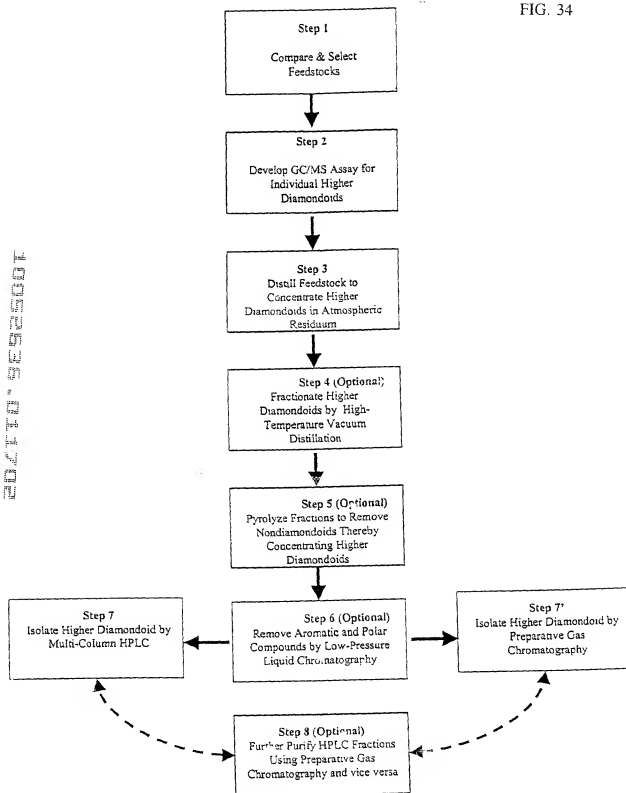 FIG. 34
Step 1
Compare & Select
Feedstocks
Step 2
Develop GC/MS Assay for
Individual Higher
Diamondoids
Step 3
Distill Feedstock to
Concentrate Higher
Diamondoids in Atmospheric
Residuum
Step 4 (Optional)
Fractionate Higher
Diamondoids by High-
Temperature Vacuum
Distillation
Step 5 (Optional)
Pyrolyze Fractions to Remove
Nondiamondoids Thereby
Concentrating Higher
Diamondoids
Step 6 (Optional)
Remove Aromatic and Polar
Compounds by Low-Pressure
Liquid Chromatography
Step 7
Isolate Higher Diamondoid by
Multi-Column HPLC
Step 7'
Isolate Higher Diamondoid by
Preparative Gas
Chromatography
Step 8 (Optional)
Further Purify HPLC Fractions
Using Preparative Gas
Chromatography and vice versa